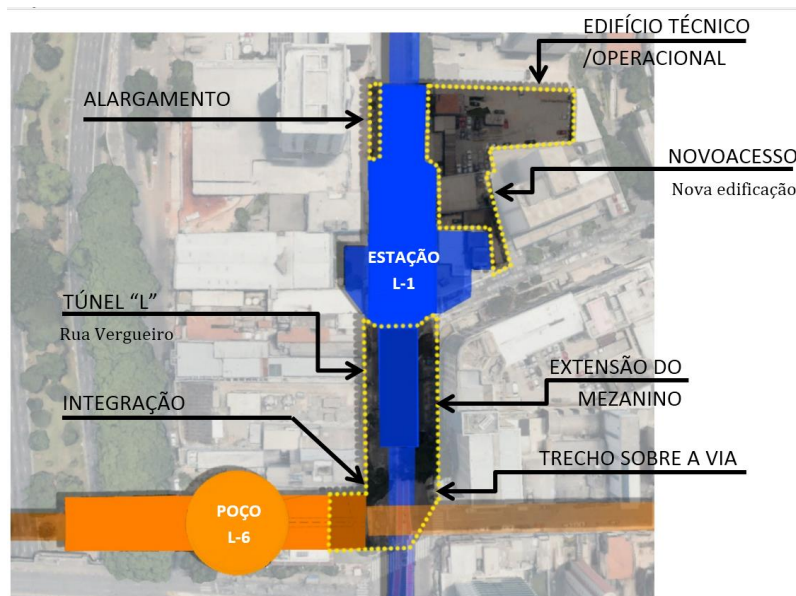 EDIFÍCIO TÉCNICO
/OPERACIONAL
ALARGAMENTO
NOVOACESSO
Nova edificação
ESTAÇÃO
L-1
TÚNEL “L”
Rua Vergueiro
EXTENSÃO DO
MEZANINO
INTEGRAÇÃO
TRECHO SOBRE A VIA
POÇO
L-6